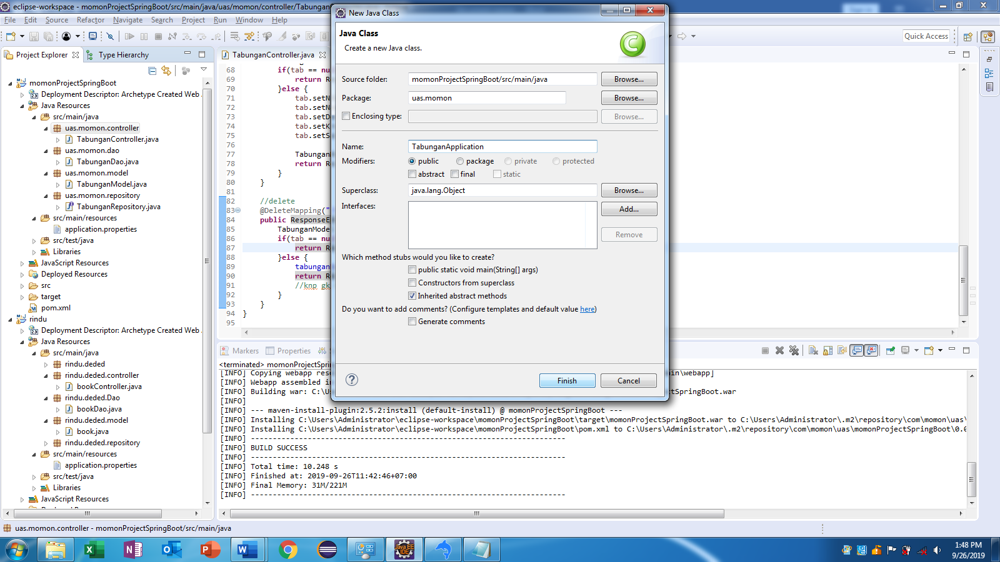 eclipse-workspace - momonProjectSpringBoot/src/main/java/uas/momon/controller/Tabungan
File Edit Source Refactor Navigate Search Project Run Window Help
Quick Access
Project Explorer
Type Hierarchy
momonProjectSpringBoot
Deployment Descriptor: Archetype Created Web
Java Resources
src/main/java
uas.momon.controller
TabunganController.java
uas.momon.dao
TabunganDao.java
uas.momon.model
TabunganModel.java
uas.momon.repository
TabunganRepository.java
src/main/resources
application.properties
src/test/java
Libraries
JavaScript Resources
Deployed Resources
src
target
pom.xml
rindu
Deployment Descriptor: Archetype Created Web
Java Resources
src/main/java
rindu.deded
rindu.deded.controller
bookController.java
rindu.deded.Dao
bookDao.java
rindu.deded.model
book.java
rindu.deded.repository
src/main/resources
application.properties
src/test/java
Libraries
JavaScript Resources
TabunganController.java
68 if(tab == nu
69 return R
70 }else {
71 tab.setN
72 tab.setN
73 tab.setD
74 tab.setK
75 tab.setS
76
77 Tabungan
78 return R
79 }
80 }
81
82 //delete
83 @DeleteMapping("
84 public ResponseE
85 TabunganMode
86 if(tab == nu
87 return R
88 }else {
89 tabungan
90 return R
91 //knp gk
92 }
93 }
94 }
95
New Java Class
Java Class
Create a new Java class.
Source folder: momonProjectSpringBoot/src/main/java Browse...
Package: uas.momon Browse...
Enclosing type: Browse...
Name: TabunganApplication
Modifiers: public package private protected
abstract final static
Superclass: java.lang.Object Browse...
Interfaces: Add...
Remove
Which method stubs would you like to create?
public static void main(String[] args)
Constructors from superclass
Inherited abstract methods
Do you want to add comments? (Configure templates and default value here)
Generate comments
Finish Cancel
Markers Properties
<terminated> momonProjectSprin
[INFO] Copying webapp res ain\webapp]
[INFO] Webapp assembled in
[INFO] Building war: C:\Us ectSpringBoot.war
[INFO]
[INFO] --- maven-install-plugin:2.5.2:install (default-install) @ momonProjectSpringBoot ---
[INFO] Installing C:\Users\Administrator\eclipse-workspace\momonProjectSpringBoot\target\momonProjectSpringBoot.war to C:\Users\Administrator\.m2\repository\com\momon\uas\
[INFO] Installing C:\Users\Administrator\eclipse-workspace\momonProjectSpringBoot\pom.xml to C:\Users\Administrator\.m2\repository\com\momon\uas\momonProjectSpringBoot\0.0
[INFO] ------------------------------------------------------------------------
[INFO] BUILD SUCCESS
[INFO] ------------------------------------------------------------------------
[INFO] Total time: 10.248 s
[INFO] Finished at: 2019-09-26T11:42:46+07:00
[INFO] Final Memory: 31M/221M
[INFO] ------------------------------------------------------------------------
uas.momon.controller - momonProjectSpringBoot/src/main/java
1:48 PM
9/26/2019